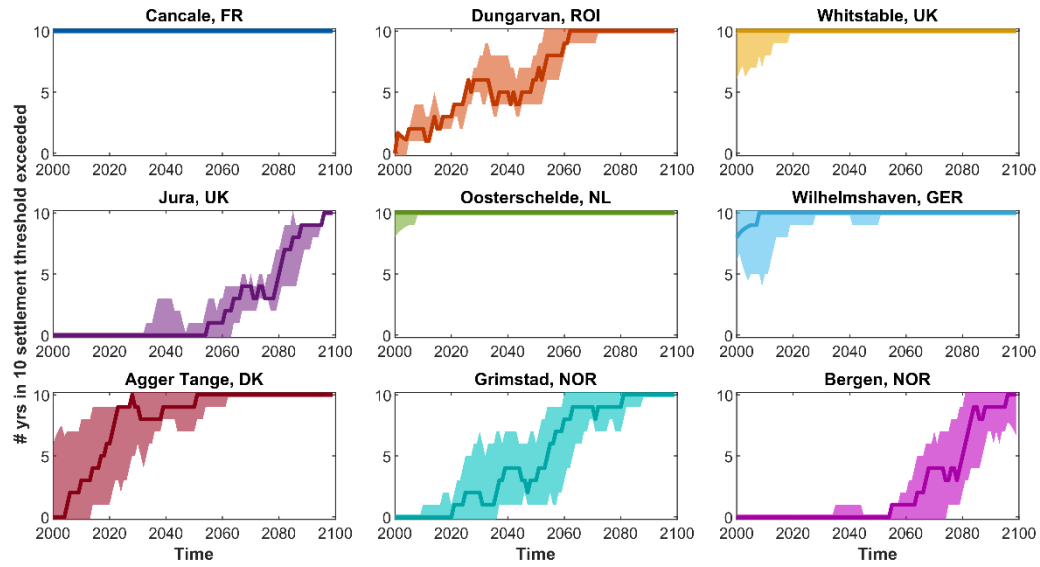 Cancale, FR
Dungarvan, ROI
Whitstable, UK
10
5
0
2000 2020 2040 2060 2080 2100
10
5
0
2000 2020 2040 2060 2080 2100
10
5
0
2000 2020 2040 2060 2080 2100
# yrs in 10 settlement threshold exceeded
Jura, UK
Oosterschelde, NL
Wilhelmshaven, GER
10
5
0
2000 2020 2040 2060 2080 2100
10
5
0
2000 2020 2040 2060 2080 2100
10
5
0
2000 2020 2040 2060 2080 2100
Agger Tange, DK
Grimstad, NOR
Bergen, NOR
10
5
0
2000 2020 2040 2060 2080 2100
10
5
0
2000 2020 2040 2060 2080 2100
10
5
0
2000 2020 2040 2060 2080 2100
Time
Time
Time